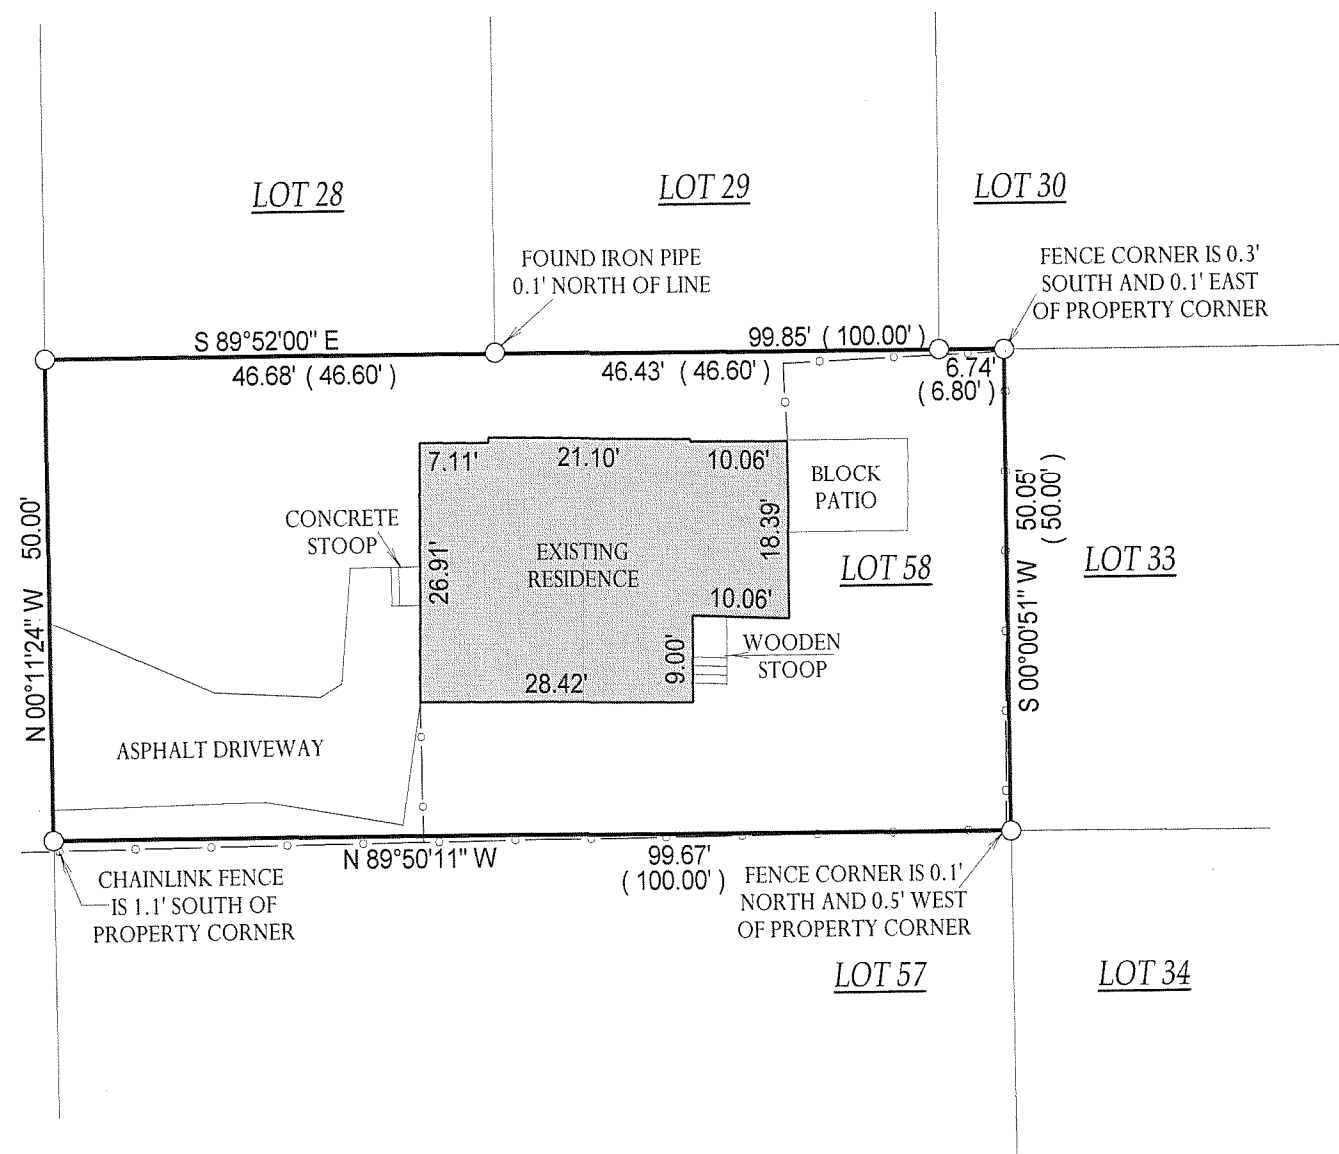 LOT 28
LOT 29
LOT 30
FOUND IRON PIPE
0.1' NORTH OF LINE
FENCE CORNER IS 0.3'
SOUTH AND 0.1' EAST
OF PROPERTY CORNER
S 89°52'00" E
99.85' ( 100.00' )
46.68' ( 46.60' )
46.43' ( 46.60' )
6.74'
( 6.80' )
7.11'
21.10'
10.06'
BLOCK
PATIO
CONCRETE
STOOP
26.91'
EXISTING
RESIDENCE
18.39'
10.06'
LOT 58
50.05'
( 50.00' )
S 00°00'51" W
LOT 33
N 00°11'24" W 50.00'
9.00'
WOODEN
STOOP
28.42'
ASPHALT DRIVEWAY
N 89°50'11" W
99.67'
( 100.00' )
CHAINLINK FENCE
IS 1.1' SOUTH OF
PROPERTY CORNER
FENCE CORNER IS 0.1'
NORTH AND 0.5' WEST
OF PROPERTY CORNER
LOT 57
LOT 34